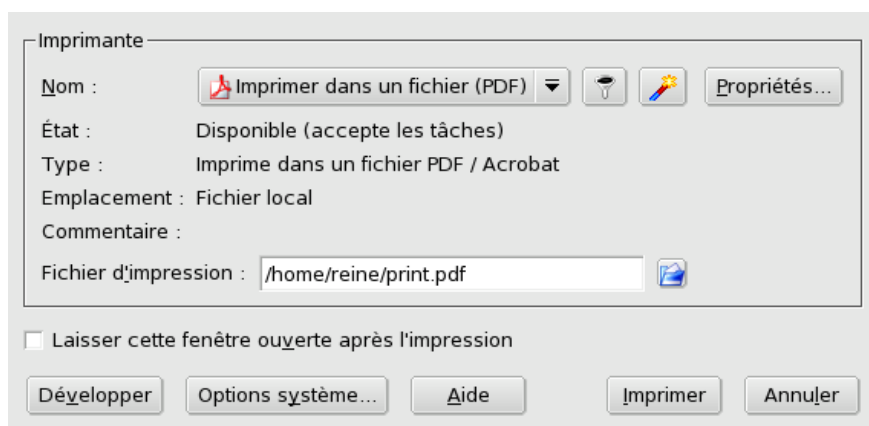 Imprimante
Nom : Imprimer dans un fichier (PDF) Propriétés...
État : Disponible (accepte les tâches)
Type : Imprime dans un fichier PDF / Acrobat
Emplacement : Fichier local
Commentaire :
Fichier d'impression : /home/reine/print.pdf
Laisser cette fenêtre ouverte après l'impression
Développer Options système... Aide Imprimer Annuler